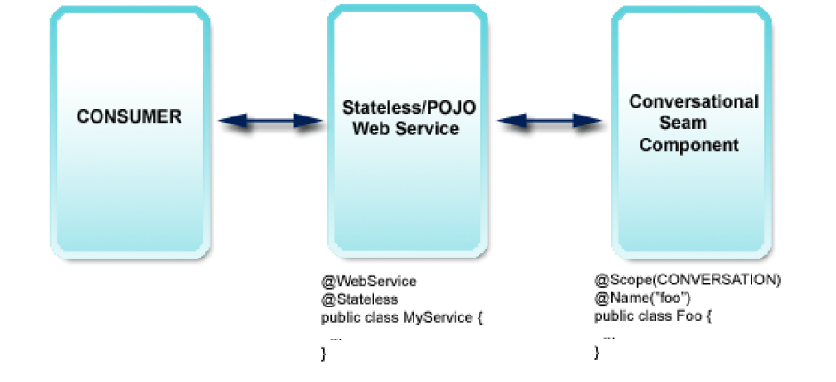 CONSUMER
Stateless/POJO
Web Service
Conversational
Seam
Component
@WebService
@Stateless
public class MyService {
...
}
@Scope(CONVERSATION)
@Name("foo")
public class Foo {
...
}